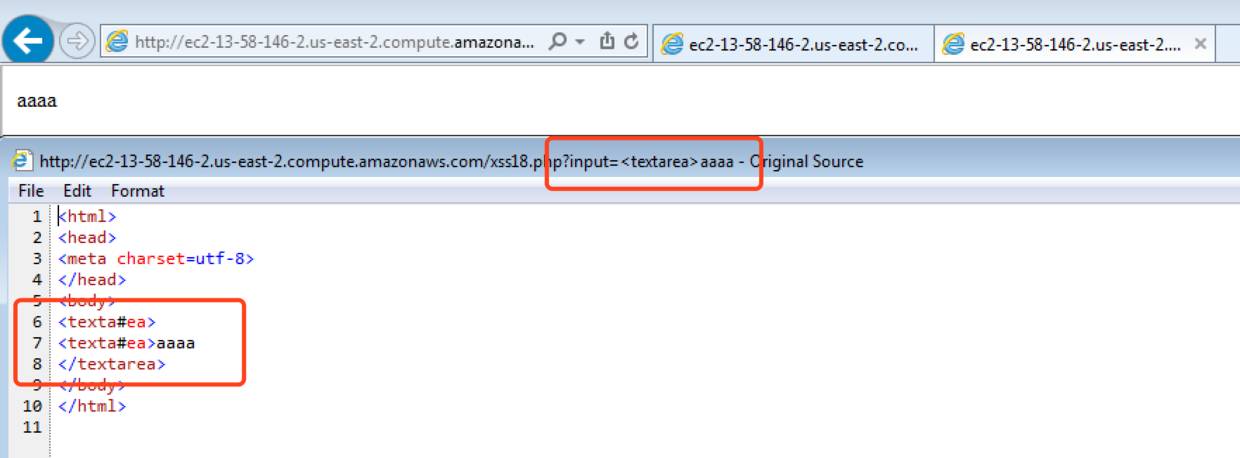 http://ec2-13-58-146-2.us-east-2.compute.amazona...
ec2-13-58-146-2.us-east-2.co...
ec2-13-58-146-2.us-east-2....
aaaa
http://ec2-13-58-146-2.us-east-2.compute.amazonaws.com/xss18.php?input=<textarea>aaaa - Original Source
File Edit Format
1 <html>
2 <head>
3 <meta charset=utf-8>
4 </head>
5 <body>
6 <texta#ea>
7 <texta#ea>aaaa
8 </textarea>
9 </body>
10 </html>
11